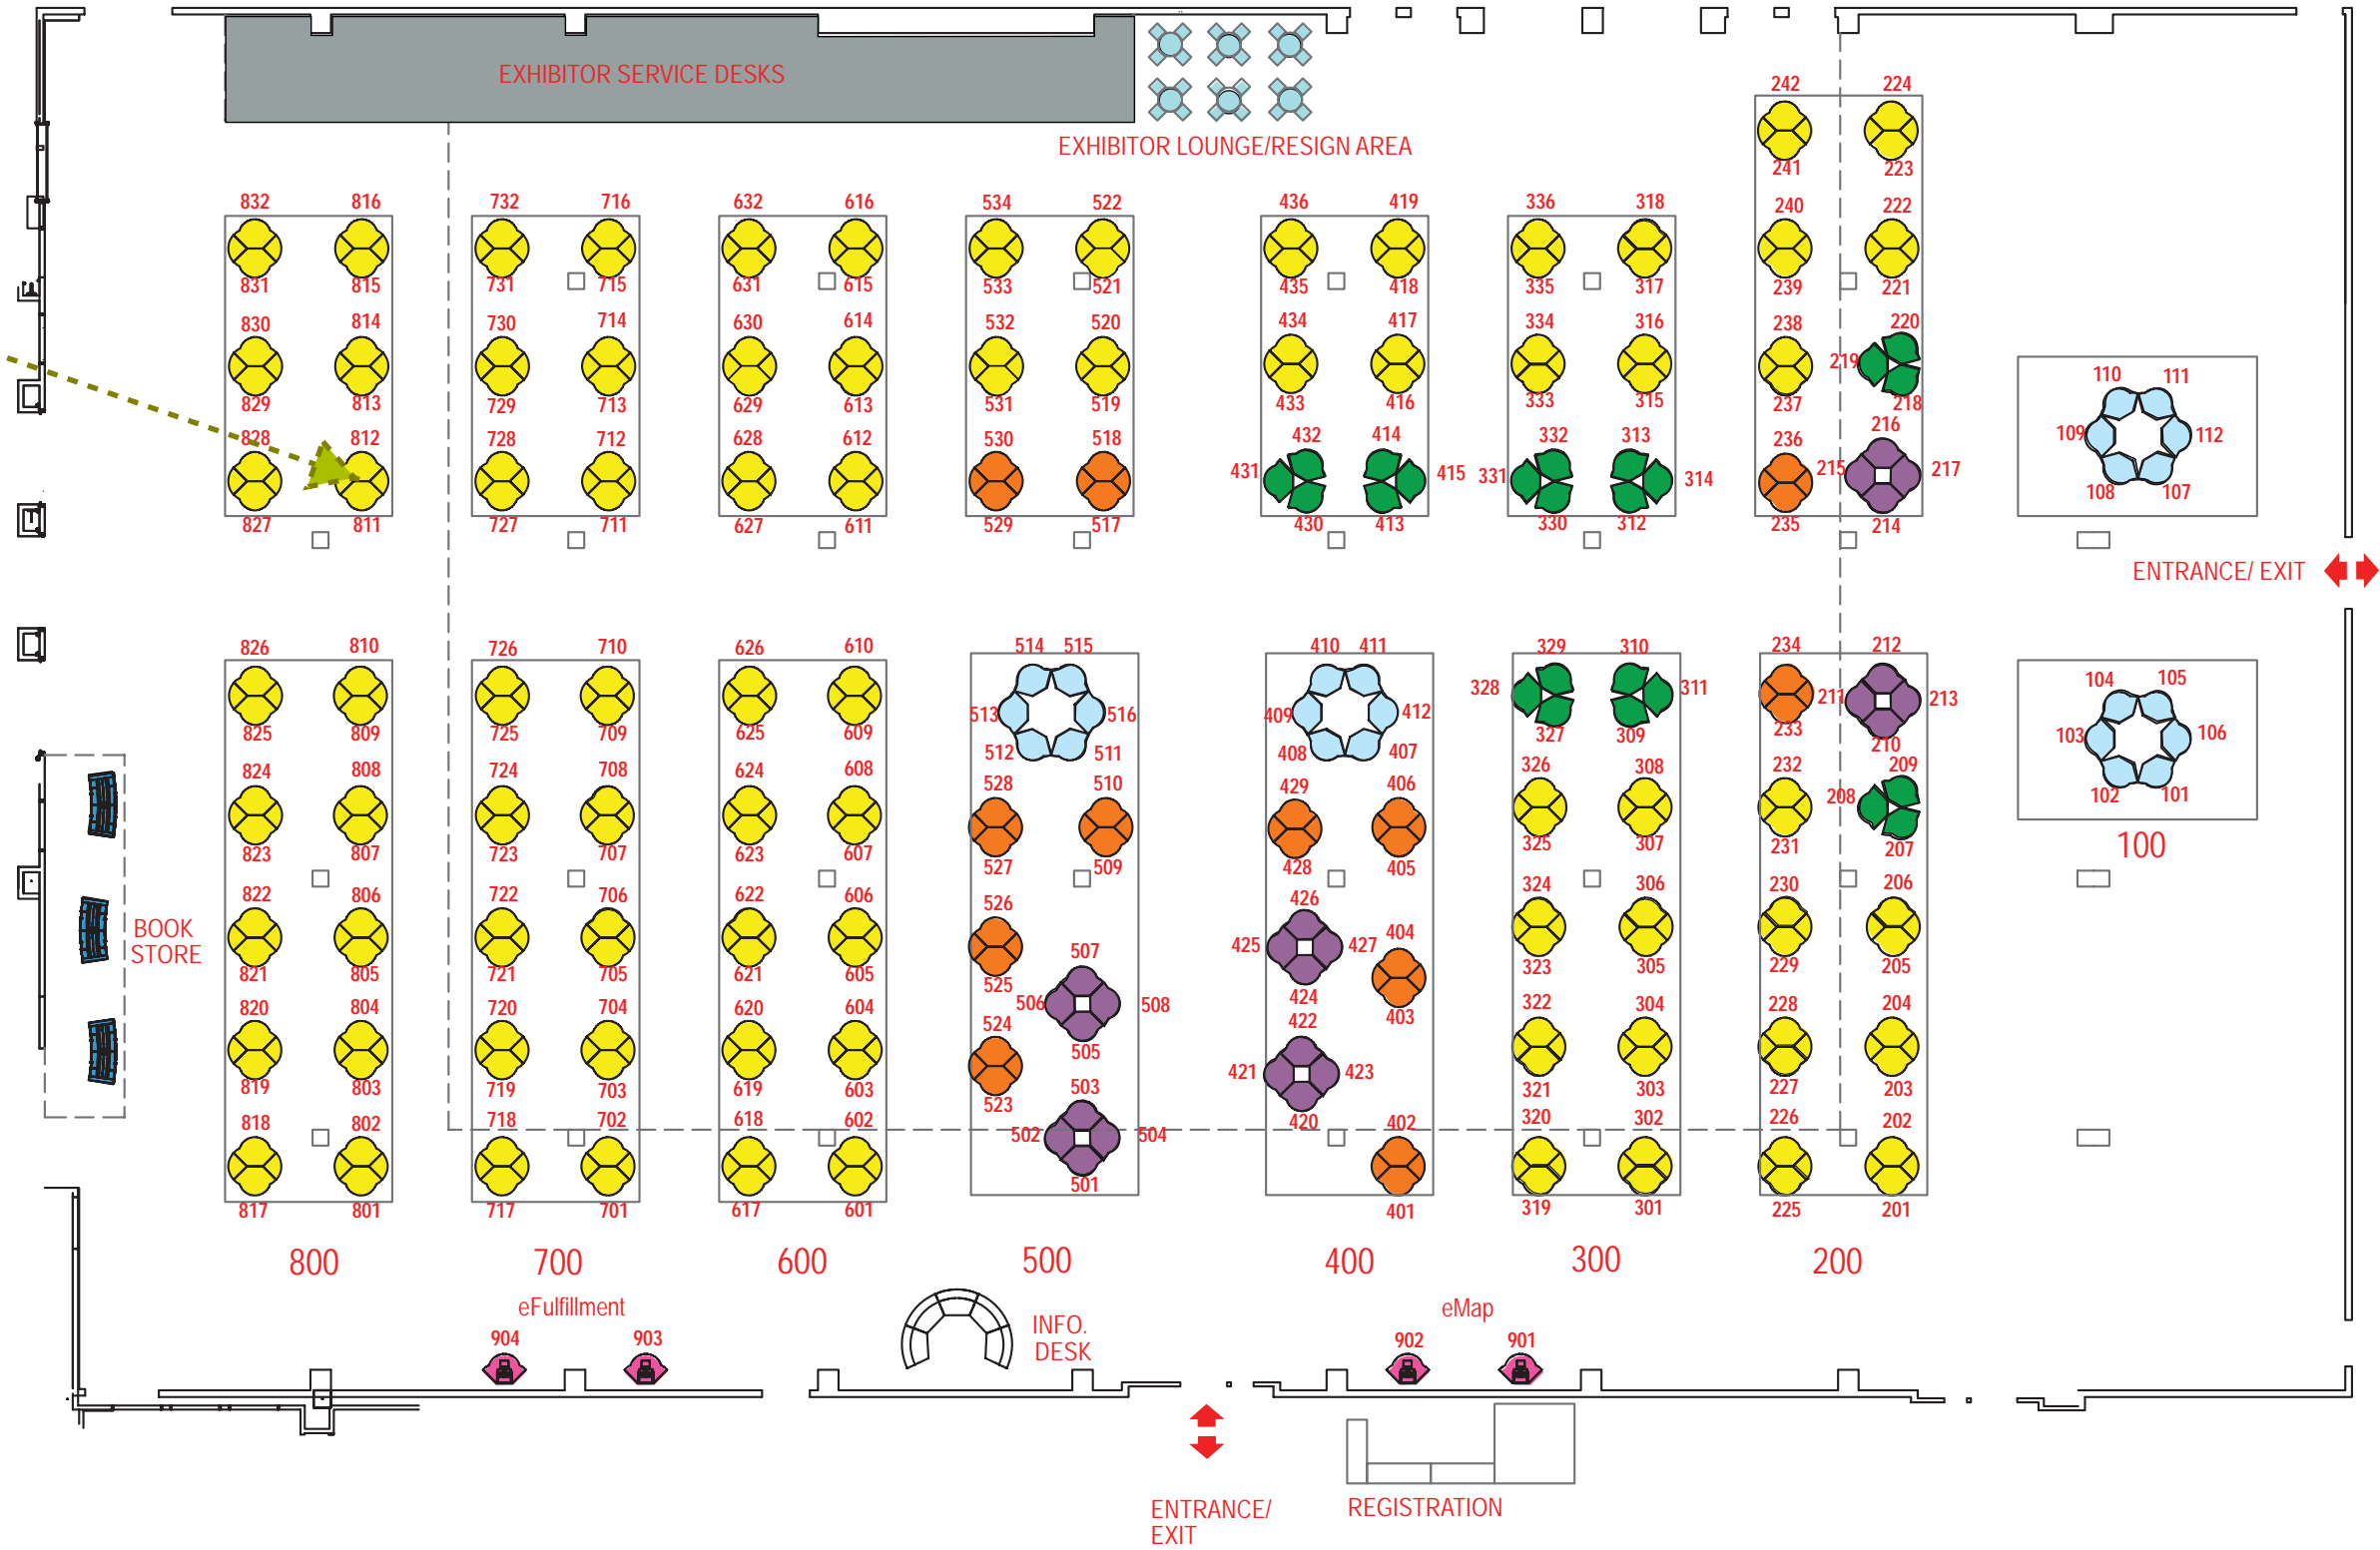 EXHIBITOR SERVICE DESKS
EXHIBITOR LOUNGE/RESIGN AREA
242 224
241 223
832 816 732 716 632 616 534 522 436 419 336 318 240 222
831 815 731 715 631 615 533 521 435 418 335 317 239 221
830 814 730 714 630 614 532 520 434 417 334 316 238 220
219
829 813 729 713 629 613 531 519 433 416 333 315 237 218
110 111
109 112
108 107
828 812 728 712 628 612 530 518 432 414 332 313 236 216
431 415 331 314 215 217
827 811 727 711 627 611 529 517 430 413 330 312 235 214
ENTRANCE/ EXIT
826 810 726 710 626 610 514 515 410 411 329 310 234 212
513 516 409 412 328 311 211 213
825 809 725 709 625 609 512 511 408 407 327 309 233 210
104 105
103 106
102 101
100
824 808 724 708 624 608 528 510 429 406 326 308 232 209
208
823 807 723 707 623 607 527 509 428 405 325 307 231 207
822 806 722 706 622 606 526 426 404 324 306 230 206
BOOK
STORE
507 425 427
821 805 721 705 621 605 525 424 403 323 305 229 205
506 508
820 804 720 704 620 604 524 505 422 322 304 228 204
421 423
819 803 719 703 619 603 523 503 420 321 303 227 203
818 802 718 702 618 602 502 504 402 320 302 226 202
817 801 717 701 617 601 501 401 319 301 225 201
800 700 600 500 400 300 200
eFulfillment eMap
904 903 902 901
INFO.
DESK
ENTRANCE/
EXIT
REGISTRATION